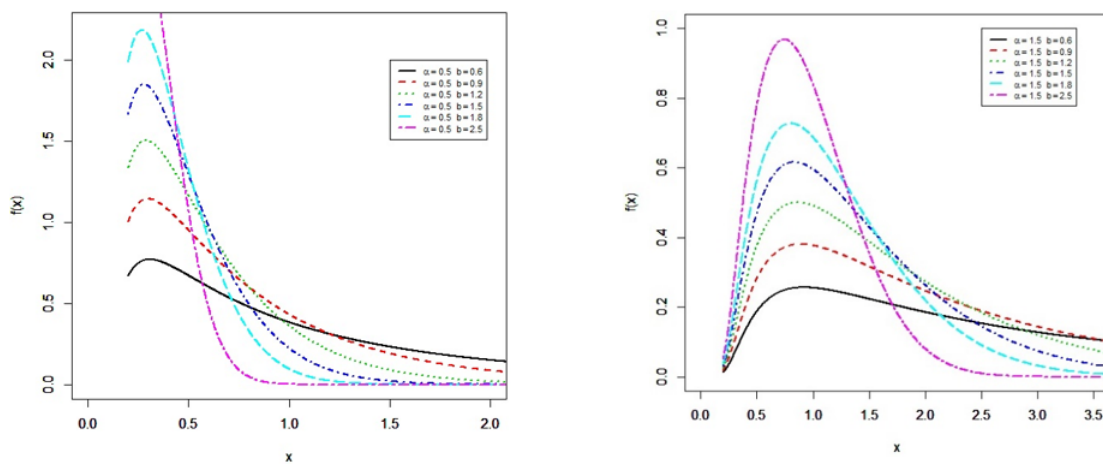 f(x)
2.0
1.5
1.0
0.5
0.0
α = 0.5 b = 0.6
α = 0.5 b = 0.9
α = 0.5 b = 1.2
α = 0.5 b = 1.5
α = 0.5 b = 1.8
α = 0.5 b = 2.5
0.0 0.5 1.0 1.5 2.0
x
f(x)
1.0
0.8
0.6
0.4
0.2
0.0
α = 1.5 b = 0.6
α = 1.5 b = 0.9
α = 1.5 b = 1.2
α = 1.5 b = 1.5
α = 1.5 b = 1.8
α = 1.5 b = 2.5
0.0 0.5 1.0 1.5 2.0 2.5 3.0 3.5
x